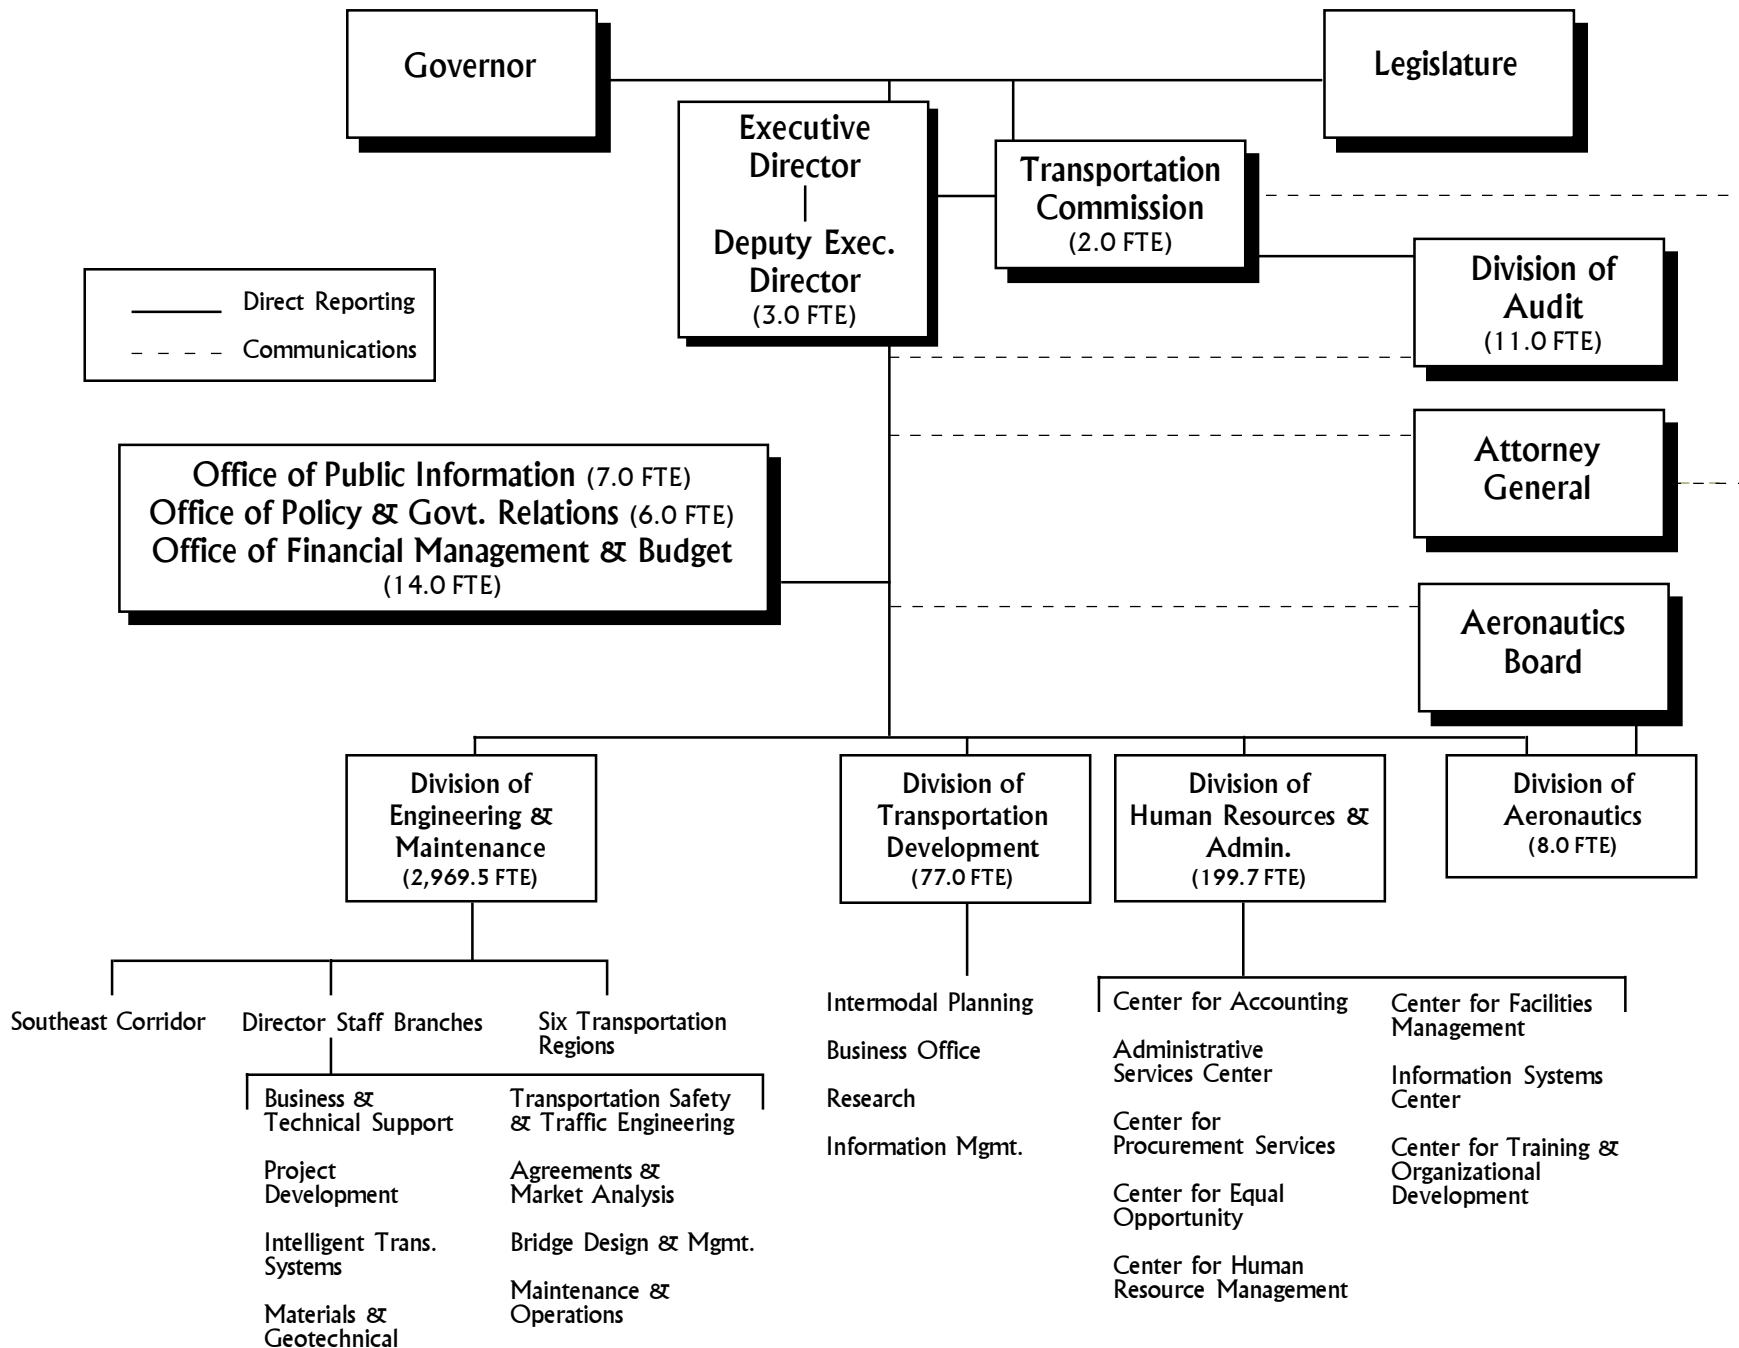 Governor
Legislature
Executive
Director
Deputy Exec.
Director
(3.0 FTE)
Transportation
Commission
(2.0 FTE)
Division of
Audit
(11.0 FTE)
Direct Reporting
Communications
Attorney
General
Office of Public Information (7.0 FTE)
Office of Policy & Govt. Relations (6.0 FTE)
Office of Financial Management & Budget
(14.0 FTE)
Aeronautics
Board
Division of
Engineering &
Maintenance
(2,969.5 FTE)
Division of
Transportation
Development
(77.0 FTE)
Division of
Human Resources &
Admin.
(199.7 FTE)
Division of
Aeronautics
(8.0 FTE)
Southeast Corridor
Director Staff Branches
Six Transportation
Regions
Business &
Technical Support
Project
Development
Intelligent Trans.
Systems
Materials &
Geotechnical
Transportation Safety
& Traffic Engineering
Agreements &
Market Analysis
Bridge Design & Mgmt.
Maintenance &
Operations
Intermodal Planning
Business Office
Research
Information Mgmt.
Center for Accounting
Administrative
Services Center
Center for
Procurement Services
Center for Equal
Opportunity
Center for Human
Resource Management
Center for Facilities
Management
Information Systems
Center
Center for Training &
Organizational
Development